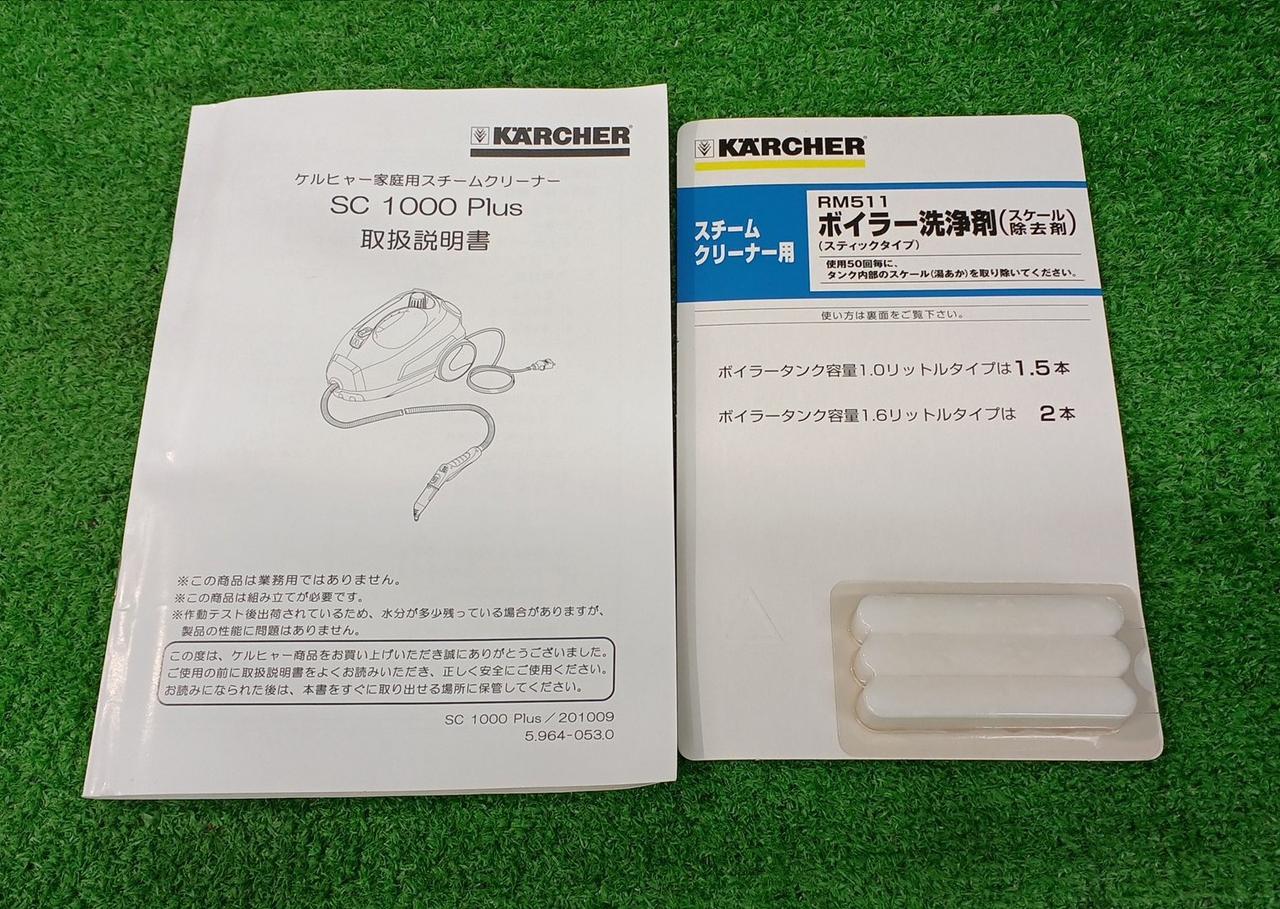 KÄRCHER
ケルヒャー家庭用スチームクリーナー
SC 1000 Plus
取扱説明書
※この商品は業務用ではありません。
※この商品は組み立てが必要です。
※作動テスト後出荷されているため、水分が多少残っている場合がありますが、
製品の性能に問題はありません。
この度は、ケルヒャー商品をお買い上げいただき誠にありがとうございました。
ご使用の前に取扱説明書をよくお読みいただき、正しく安全にご使用ください。
お読みになられた後は、本書をすぐに取り出せる場所に保管してください。
SC 1000 Plus／201009
5.964-053.0
KÄRCHER
スチーム
クリーナー用
RM511
ボイラー洗浄剤(スケール除去剤)
(スティックタイプ)
使用50回毎に、
タンク内部のスケール(湯あか)を取り除いてください。
使い方は裏面をご覧下さい。
ボイラータンク容量1.0リットルタイプは1.5本
ボイラータンク容量1.6リットルタイプは 2本